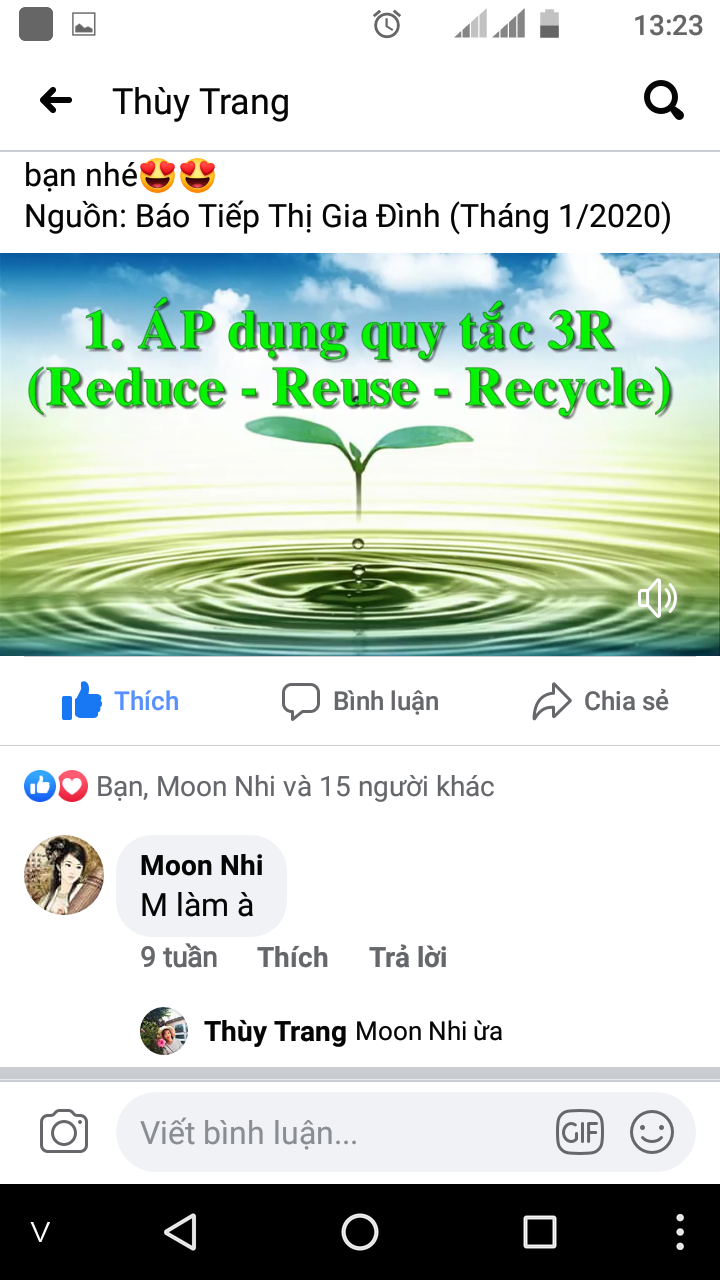 13:23
Thùy Trang
bạn nhé😍😍
Nguồn: Báo Tiếp Thị Gia Đình (Tháng 1/2020)
1. ÁP dụng quy tắc 3R
(Reduce - Reuse - Recycle)
Thích Bình luận Chia sẻ
Bạn, Moon Nhi và 15 người khác
Moon Nhi
M làm à
9 tuần Thích Trả lời
Thùy Trang Moon Nhi ừa
Viết bình luận... GIF